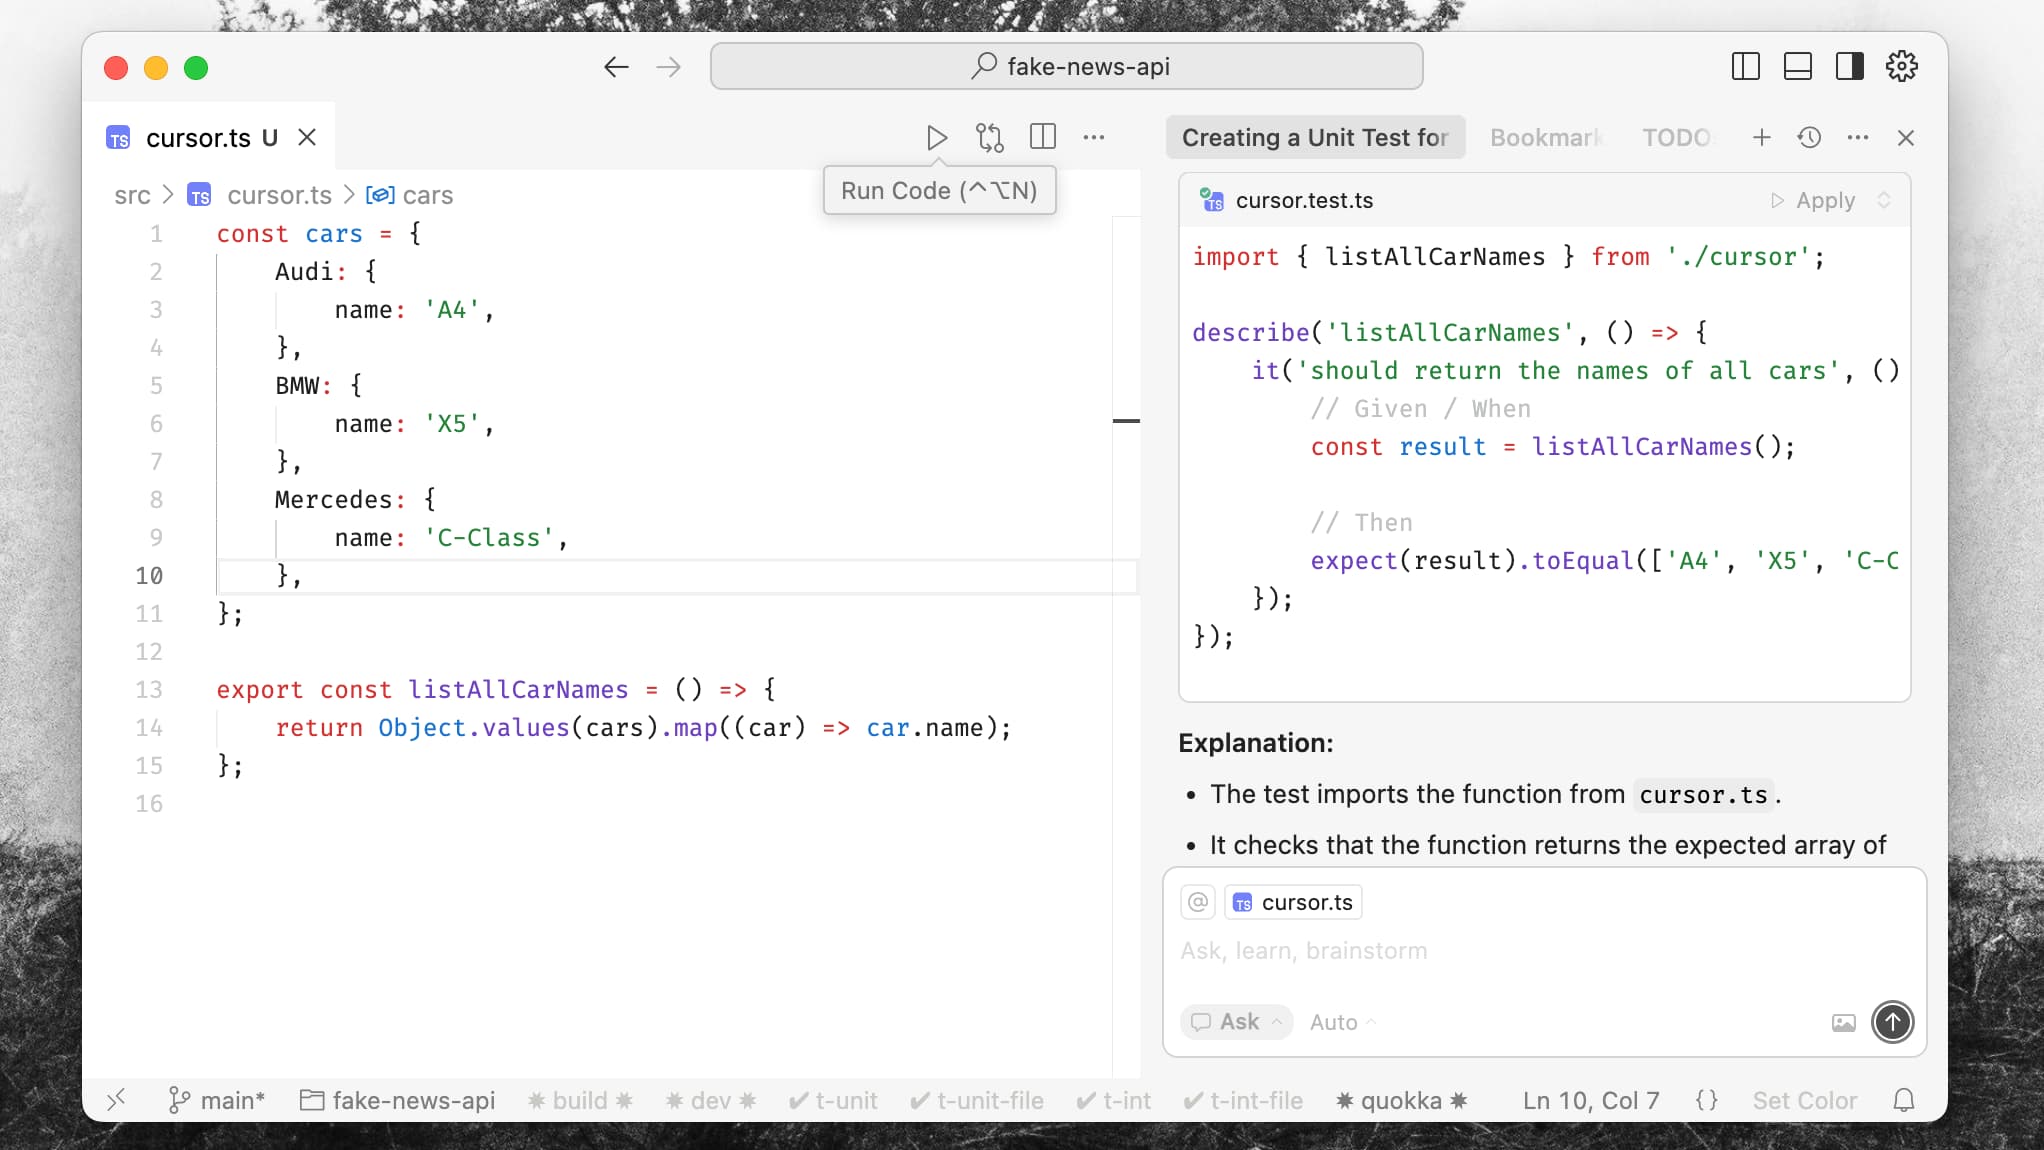 fake-news-api
TS cursor.ts U
Run Code (^⌥N)
src > TS cursor.ts > cars
1 const cars = {
2 Audi: {
3 name: 'A4',
4 },
5 BMW: {
6 name: 'X5',
7 },
8 Mercedes: {
9 name: 'C-Class',
10 },
11 };
12
13 export const listAllCarNames = () => {
14 return Object.values(cars).map((car) => car.name);
15 };
16
Creating a Unit Test for Bookmark TODO
TS cursor.test.ts Apply
import { listAllCarNames } from './cursor';
describe('listAllCarNames', () => {
it('should return the names of all cars', ()
// Given / When
const result = listAllCarNames();
// Then
expect(result).toEqual(['A4', 'X5', 'C-C
});
});
Explanation:
• The test imports the function from cursor.ts.
• It checks that the function returns the expected array of
@ TS cursor.ts
Ask, learn, brainstorm
Ask Auto
main* fake-news-api ✷ build ✷ ✷ dev ✷ ✔ t-unit ✔ t-unit-file ✔ t-int ✔ t-int-file ✷ quokka ✷ Ln 10, Col 7 {} Set Color